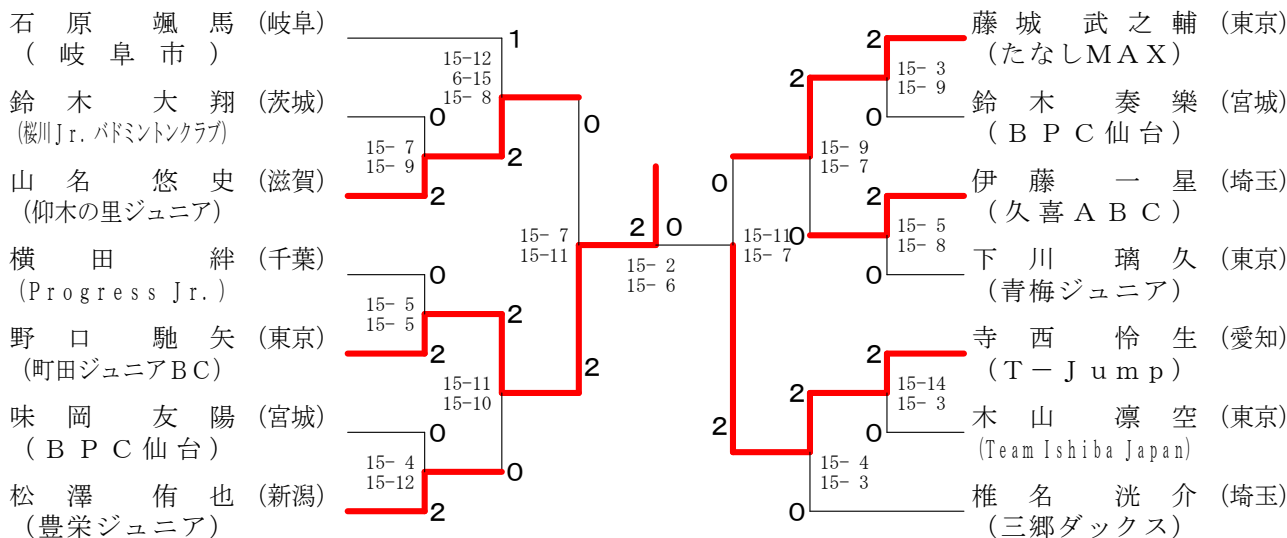 石原 颯馬 (岐阜)
(岐阜市)
1
15-12
6-15
15- 8
鈴木 大翔 (茨城)
(桜川Jr. バドミントンクラブ)
0
0
15- 7
15- 9
2
山名 悠史 (滋賀)
(仰木の里ジュニア)
2
15- 7
15-11
横田 絆 (千葉)
(Progress Jr.)
0
15- 5
15- 5
2
野口 馳矢 (東京)
(町田ジュニアBC)
2
2
15-11
15-10
味岡 友陽 (宮城)
(BPC仙台)
0
15- 4
15-12
0
松澤 侑也 (新潟)
(豊栄ジュニア)
2
2 0
15- 2
15- 6
藤城 武之輔 (東京)
(たなしMAX)
2
2
15- 3
15- 9
鈴木 奏樂 (宮城)
(BPC仙台)
0
15- 9
15- 7
0
伊藤 一星 (埼玉)
(久喜ABC)
2
15- 5
15- 8
0
15-11
15- 7
下川 璃久 (東京)
(青梅ジュニア)
0
寺西 怜生 (愛知)
(T-Jump)
2
2
15-14
15- 3
2
木山 凛空 (東京)
(Team Ishiba Japan)
0
15- 4
15- 3
椎名 洸介 (埼玉)
(三郷ダックス)
0